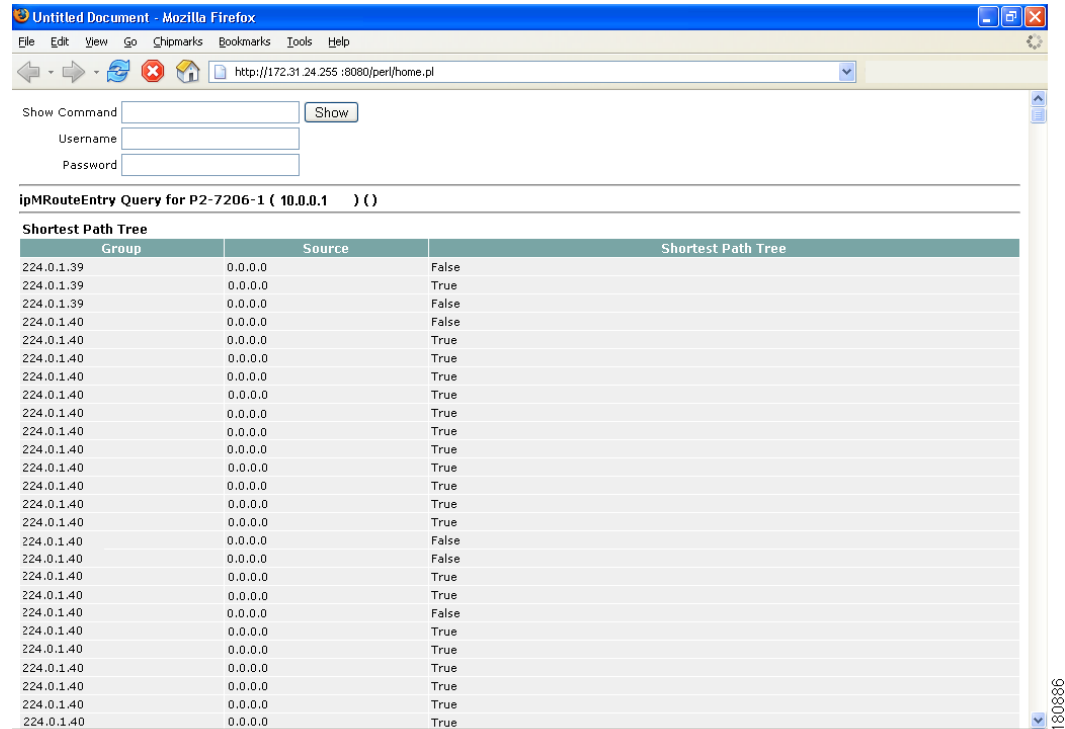 Untitled Document - Mozilla Firefox
File Edit View Go Chipmarks Bookmarks Tools Help
http://172.31.24.255 :8080/perl/home.pl
Show Command Show
Username
Password
ipMRouteEntry Query for P2-7206-1 ( 10.0.0.1 ) ()
Shortest Path Tree
Group Source Shortest Path Tree
224.0.1.39 0.0.0.0 False
224.0.1.39 0.0.0.0 True
224.0.1.39 0.0.0.0 False
224.0.1.40 0.0.0.0 False
224.0.1.40 0.0.0.0 True
224.0.1.40 0.0.0.0 True
224.0.1.40 0.0.0.0 True
224.0.1.40 0.0.0.0 True
224.0.1.40 0.0.0.0 True
224.0.1.40 0.0.0.0 True
224.0.1.40 0.0.0.0 True
224.0.1.40 0.0.0.0 True
224.0.1.40 0.0.0.0 True
224.0.1.40 0.0.0.0 True
224.0.1.40 0.0.0.0 True
224.0.1.40 0.0.0.0 False
224.0.1.40 0.0.0.0 False
224.0.1.40 0.0.0.0 True
224.0.1.40 0.0.0.0 True
224.0.1.40 0.0.0.0 False
224.0.1.40 0.0.0.0 True
224.0.1.40 0.0.0.0 True
224.0.1.40 0.0.0.0 True
224.0.1.40 0.0.0.0 True
224.0.1.40 0.0.0.0 True
224.0.1.40 0.0.0.0 True
180886